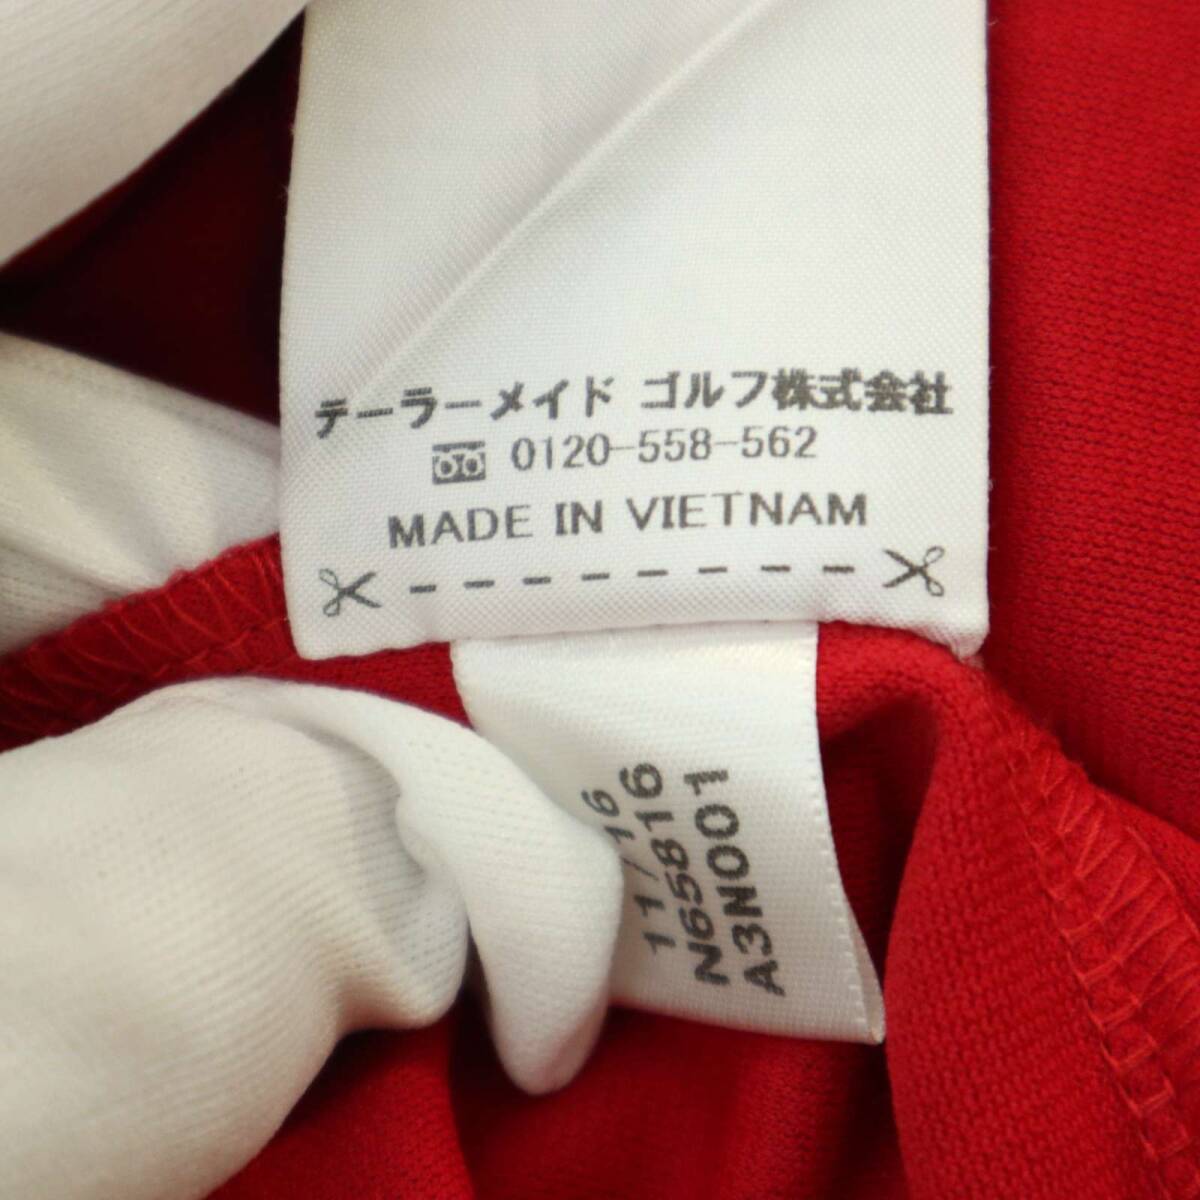 テーラーメイド ゴルフ株式会社
0120-558-562
MADE IN VIETNAM
11/16
N65816
A3N001